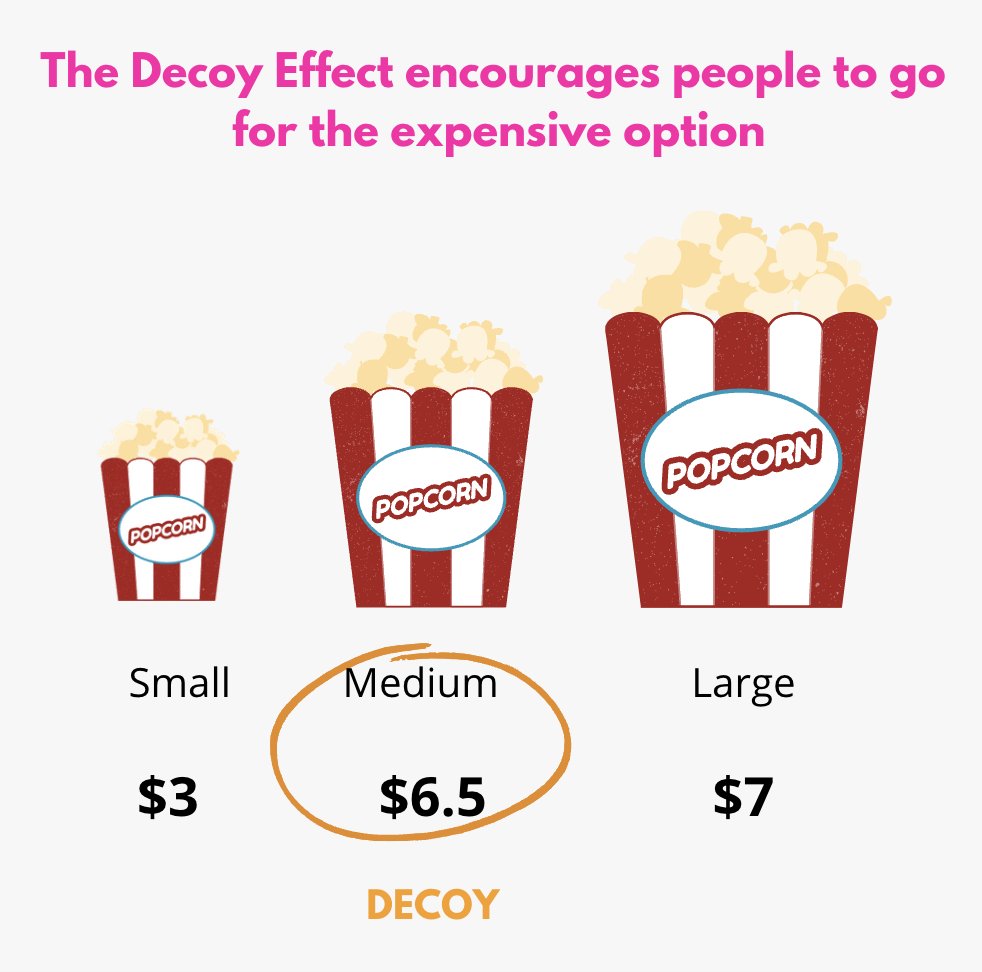 The Decoy Effect encourages people to go
for the expensive option
POPCORN
POPCORN
POPCORN
Small
Medium
Large
$3
$6.5
$7
DECOY